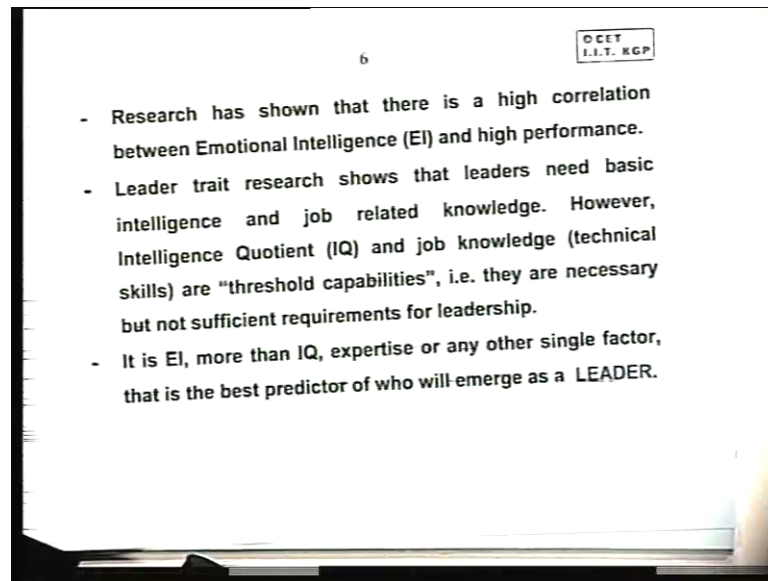 6
© CET
I.I.T. KGP
- Research has shown that there is a high correlation
between Emotional Intelligence (EI) and high performance.
- Leader trait research shows that leaders need basic
intelligence and job related knowledge. However,
Intelligence Quotient (IQ) and job knowledge (technical
skills) are "threshold capabilities", i.e. they are necessary
but not sufficient requirements for leadership.
- It is EI, more than IQ, expertise or any other single factor,
that is the best predictor of who will emerge as a LEADER.